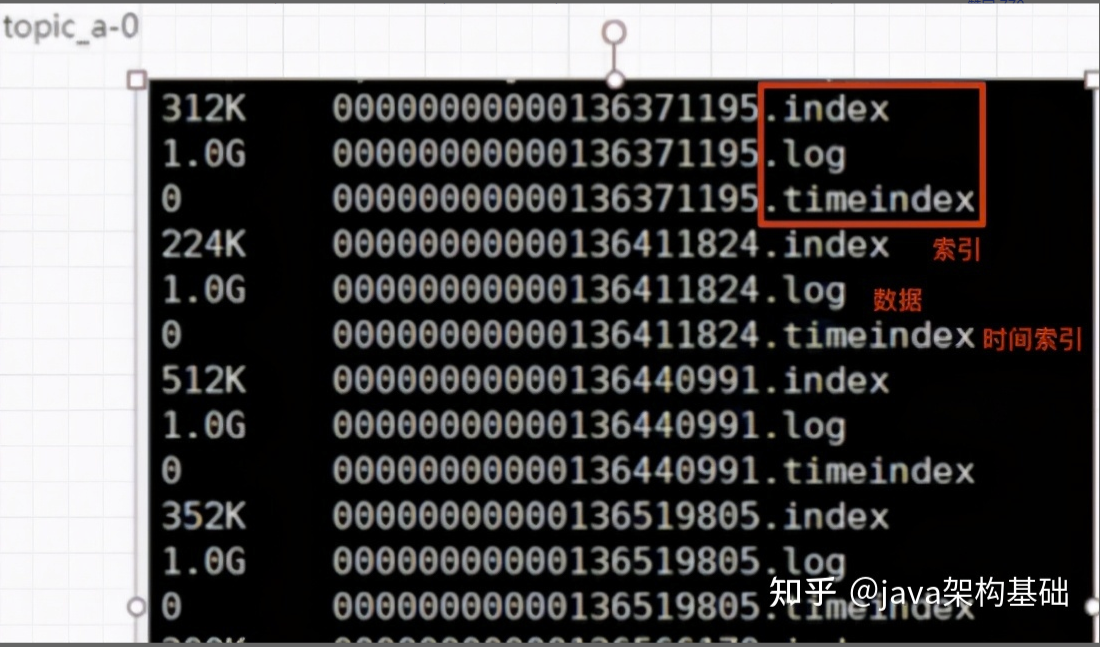 topic_a-0
312K 00000000000136371195.index
1.0G 00000000000136371195.log
0 00000000000136371195.timeindex
224K 00000000000136411824.index
索引
1.0G 00000000000136411824.log
数据
0 00000000000136411824.timeindex 时间索引
512K 00000000000136440991.index
1.0G 00000000000136440991.log
0 00000000000136440991.timeindex
352K 00000000000136519805.index
1.0G 00000000000136519805.log
0 00000000000136519805.timeindex
知乎 @java架构基础